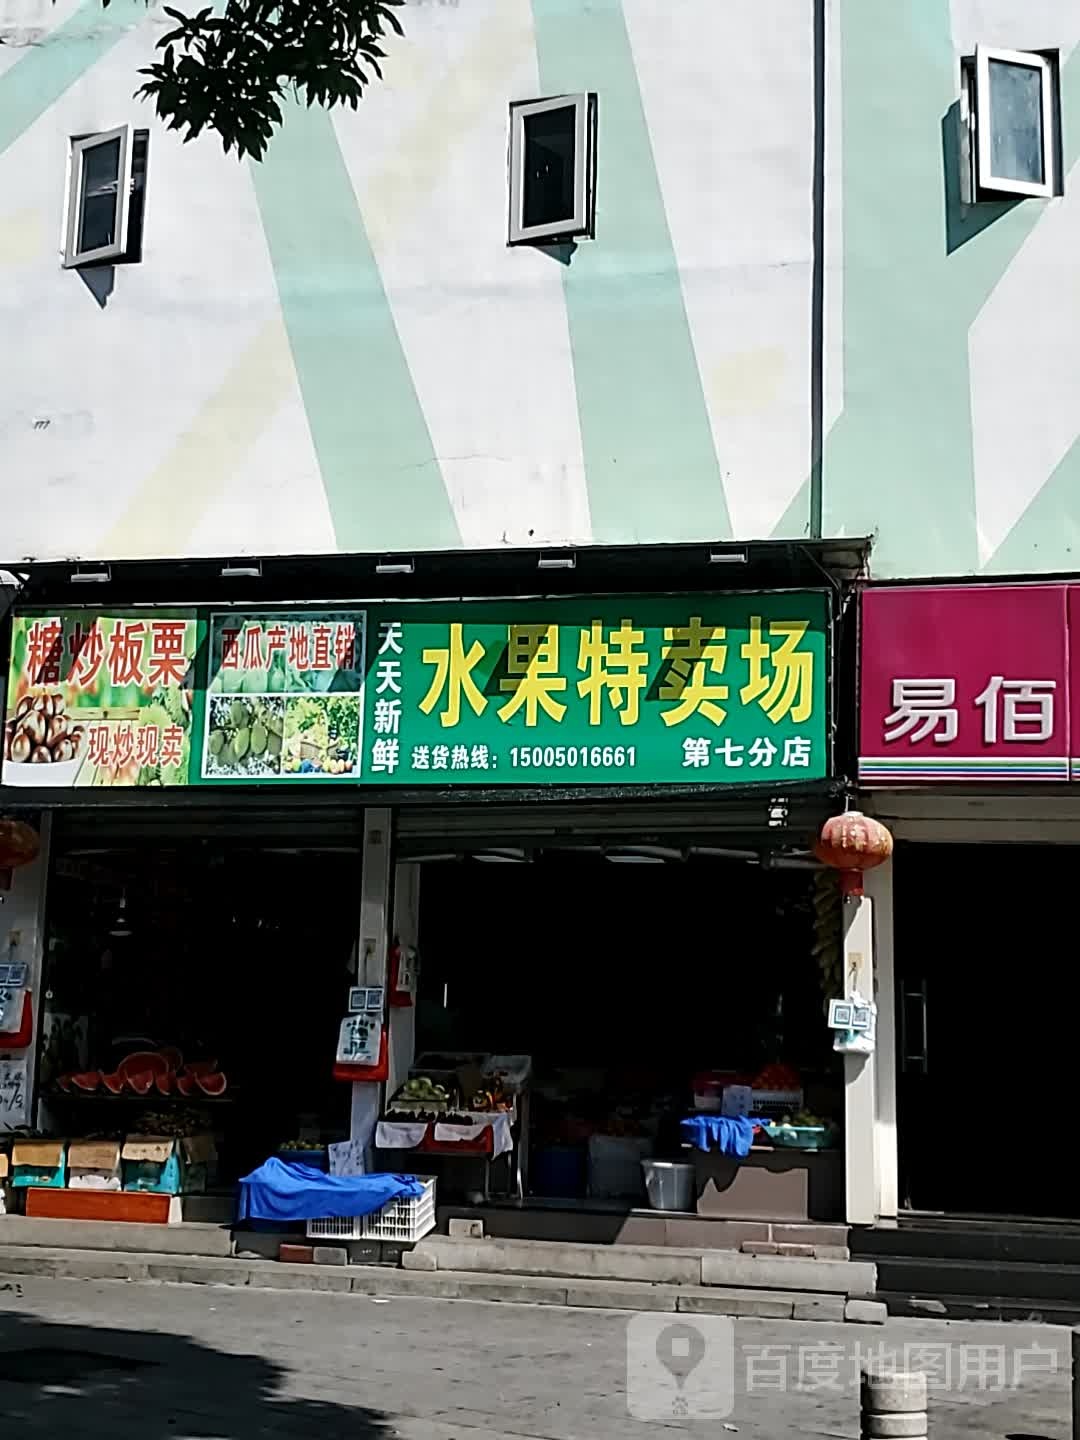 糖炒板栗
现炒现卖
西瓜产地直销
天天新鲜
水果特卖场
送货热线：15005016661
第七分店
易佰
百度地图用户